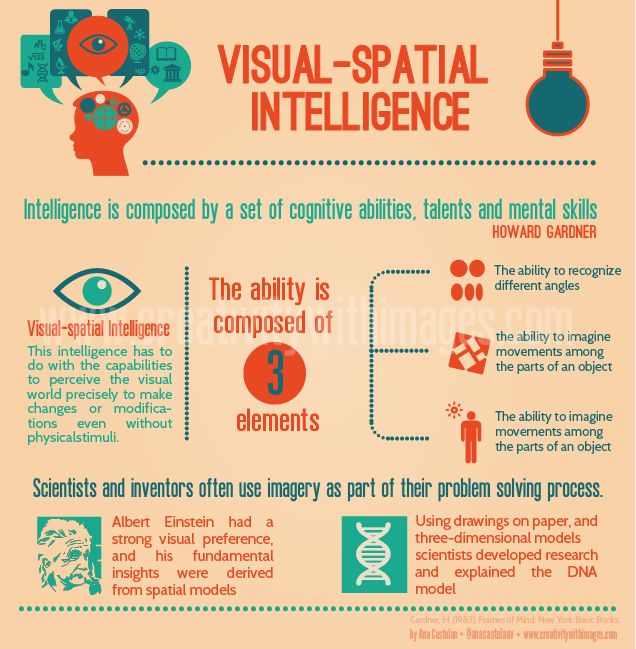 VISUAL-SPATIAL
INTELLIGENCE
Intelligence is composed by a set of cognitive abilities, talents and mental skills
HOWARD GARDNER
Visual-spatial Intelligence
This intelligence has to
do with the capabilities
to perceive the visual
world precisely to make
changes or modifica-
tions even without
physicalstimuli.
The ability is
composed of
3
elements
The ability to recognize
different angles
the ability to imagine
movements among
the parts of an object
The ability to imagine
movements among
the parts of an object
www.creativitywithimages.com
Scientists and inventors often use imagery as part of their problem solving process.
Albert Einstein had a
strong visual preference,
and his fundamental
insights were derived
from spatial models
Using drawings on paper, and
three-dimensional models
scientists developed research
and explained the DNA
model
Gardner, H. (1983). Frames of Mind. New York: Basic Books.
by Ana Castelan • @anacastelanv • www.creativitywithimages.com